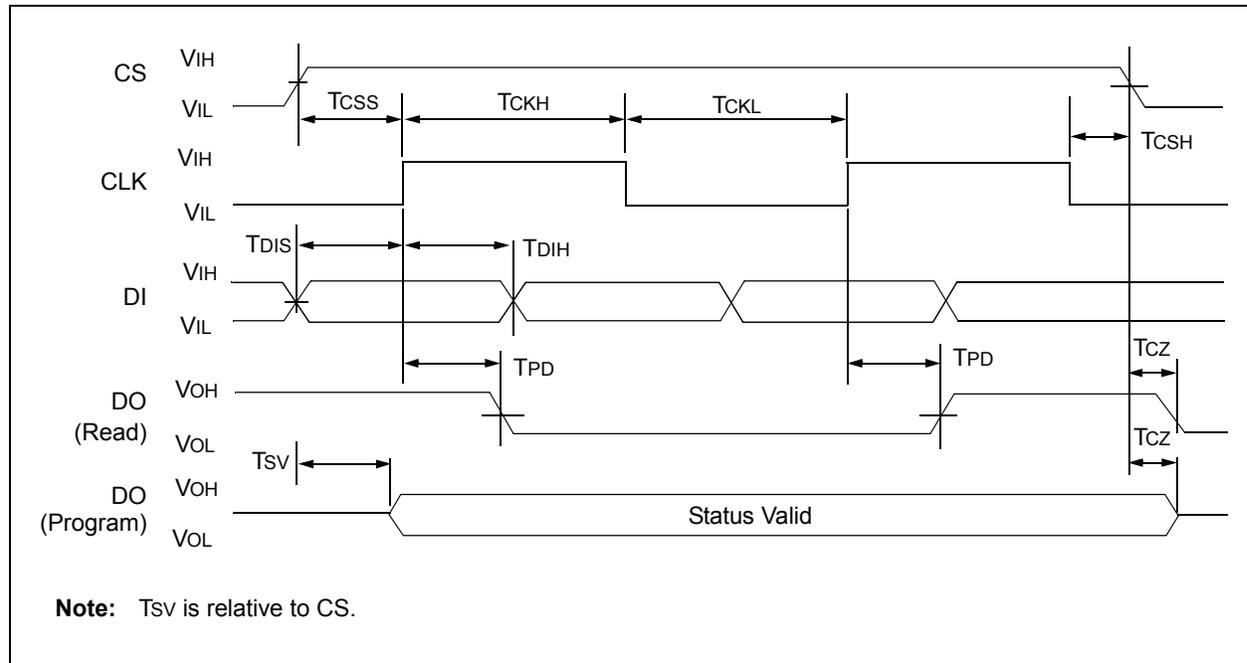 CS
VIH
VIL
TCSS
TCKH
TCKL
TCSH
CLK
VIH
VIL
TDIS
TDIH
DI
VIH
VIL
TPD
TPD
TCZ
DO
(Read)
VOH
VOL
TCZ
TSV
DO
(Program)
VOH
VOL
Status Valid
Note: TSV is relative to CS.